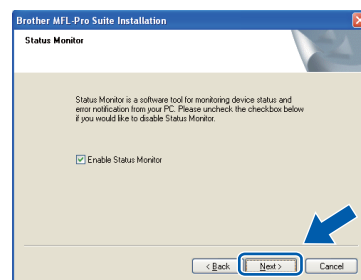 Brother MFL-Pro Suite Installation
Status Monitor
Status Monitor is a software tool for monitoring device status and
error notification from your PC. Please uncheck the checkbox below
if you would like to disable Status Monitor.
Enable Status Monitor
< Back Next > Cancel